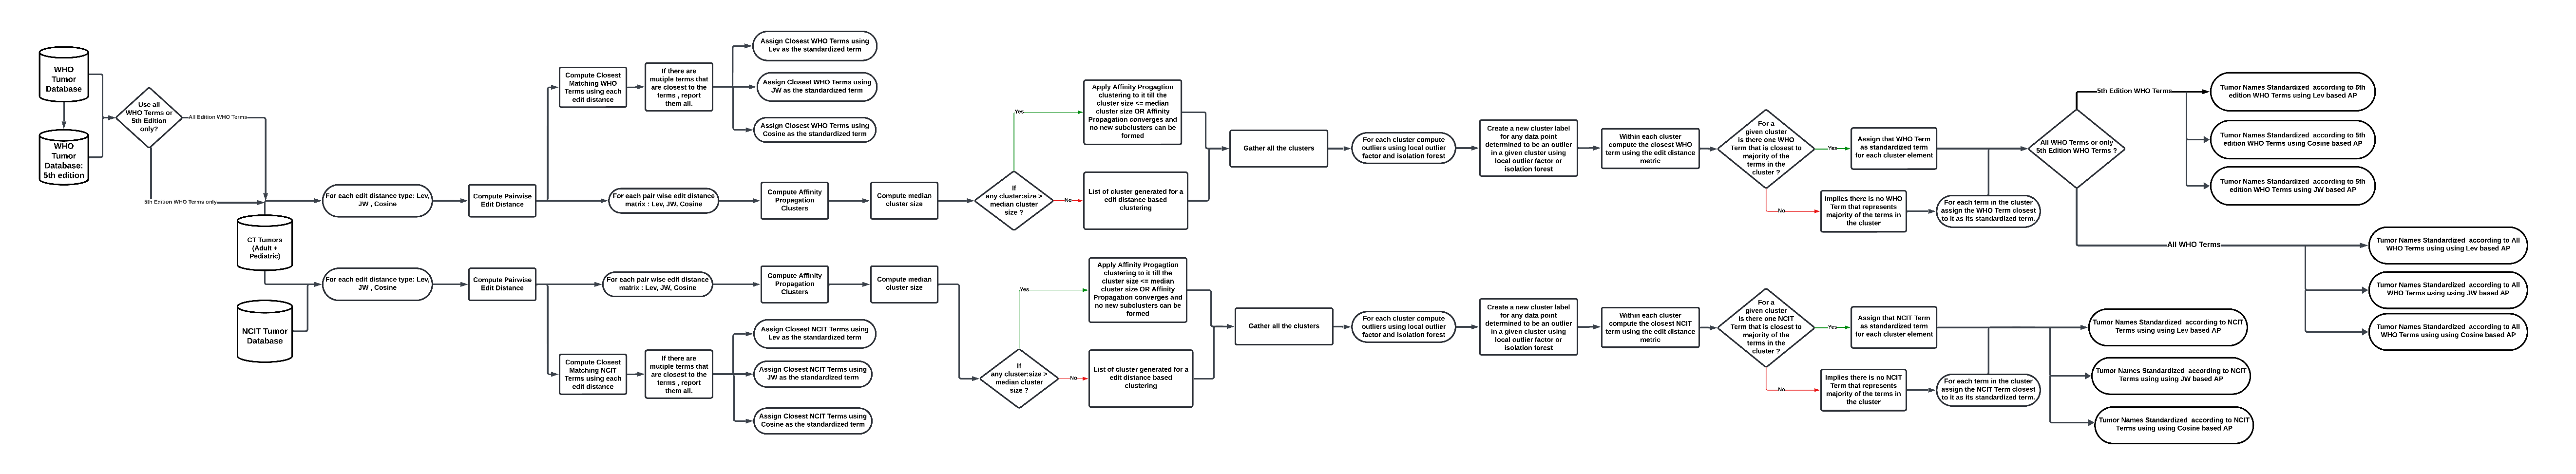 WHO
Tumor
Database
WHO
Tumor
Database:
5th edition
Use all
WHO Terms or
5th Edition
only?
All Edition WHO Terms
5th Edition WHO Terms only
CT Tumors
(Adult +
Pediatric)
NCIT Tumor
Database
For each edit distance type: Lev,
JW , Cosine
Compute Pairwise
Edit Distance
Compute Closest
Matching WHO
Terms using each
edit distance
If there are
mutiple terms that
are closest to the
terms , report
them all.
Assign Closest WHO Terms using
Lev as the standardized term
Assign Closest WHO Terms using
JW as the standardized term
Assign Closest WHO Terms using
Cosine as the standardized term
For each pair wise edit distance
matrix : Lev, JW, Cosine
Compute Affinity
Propagation
Clusters
Compute median
cluster size
If
any cluster:size >
median cluster
size ?
Yes
No
Apply Affinity Progagtion
clustering to it till the
cluster size <= median
cluster size OR Affinity
Propagation converges and
no new subclusters can be
formed
List of cluster generated for a
edit distance based
clustering
Gather all the clusters
For each cluster compute
outliers using local outlier
factor and isolation forest
Create a new cluster label
for any data point
determined to be an outlier
in a given cluster using
local outlier factor or
isolation forest
Within each cluster
compute the closest WHO
term using the edit distance
metric
For a
given cluster
is there one WHO
Term that is closest to
majority of the
terms in the
cluster ?
Yes
No
Assign that WHO Term
as standardized term
for each cluster element
Implies there is no WHO
Term that represents
majority of the terms in
the cluster
For each term in the cluster
assign the WHO Term closest
to it as its standardized term.
All WHO Terms or only
5th Edition WHO Terms ?
5th Edition WHO Terms
All WHO Terms
Tumor Names Standardized according to 5th
edition WHO Terms using Lev based AP
Tumor Names Standardized according to 5th
edition WHO Terms using Cosine based AP
Tumor Names Standardized according to 5th
edition WHO Terms using JW based AP
Tumor Names Standardized according to All
WHO Terms using using Lev based AP
Tumor Names Standardized according to All
WHO Terms using using JW based AP
Tumor Names Standardized according to All
WHO Terms using using Cosine based AP
For each edit distance type: Lev,
JW , Cosine
Compute Pairwise
Edit Distance
For each pair wise edit distance
matrix : Lev, JW, Cosine
Compute Affinity
Propagation
Clusters
Compute median
cluster size
Compute Closest
Matching NCIT
Terms using each
edit distance
If there are
mutiple terms that
are closest to the
terms , report
them all.
Assign Closest NCIT Terms using
Lev as the standardized term
Assign Closest NCIT Terms using
JW as the standardized term
Assign Closest NCIT Terms using
Cosine as the standardized term
If
any cluster:size >
median cluster
size ?
Yes
No
Apply Affinity Progagtion
clustering to it till the
cluster size <= median
cluster size OR Affinity
Propagation converges and
no new subclusters can be
formed
List of cluster generated for a
edit distance based
clustering
Gather all the clusters
For each cluster compute
outliers using local outlier
factor and isolation forest
Create a new cluster label
for any data point
determined to be an outlier
in a given cluster using
local outlier factor or
isolation forest
Within each cluster
compute the closest NCIT
term using the edit distance
metric
For a
given cluster
is there one NCIT
Term that is closest to
majority of the
terms in the
cluster ?
Yes
No
Assign that NCIT Term
as standardized term
for each cluster element
Implies there is no NCIT
Term that represents
majority of the terms in
the cluster
For each term in the cluster
assign the NCIT Term closest
to it as its standardized term.
Tumor Names Standardized according to NCIT
Terms using using Lev based AP
Tumor Names Standardized according to NCIT
Terms using using JW based AP
Tumor Names Standardized according to NCIT
Terms using using Cosine based AP